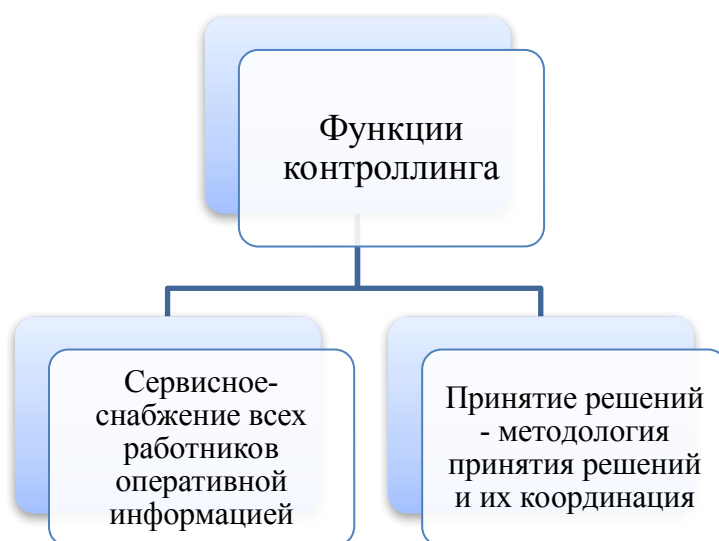 Функции
контроллинга
Сервисное-
снабжение всех
работников
оперативной
информацией
Принятие решений
- методология
принятия решений
и их координация